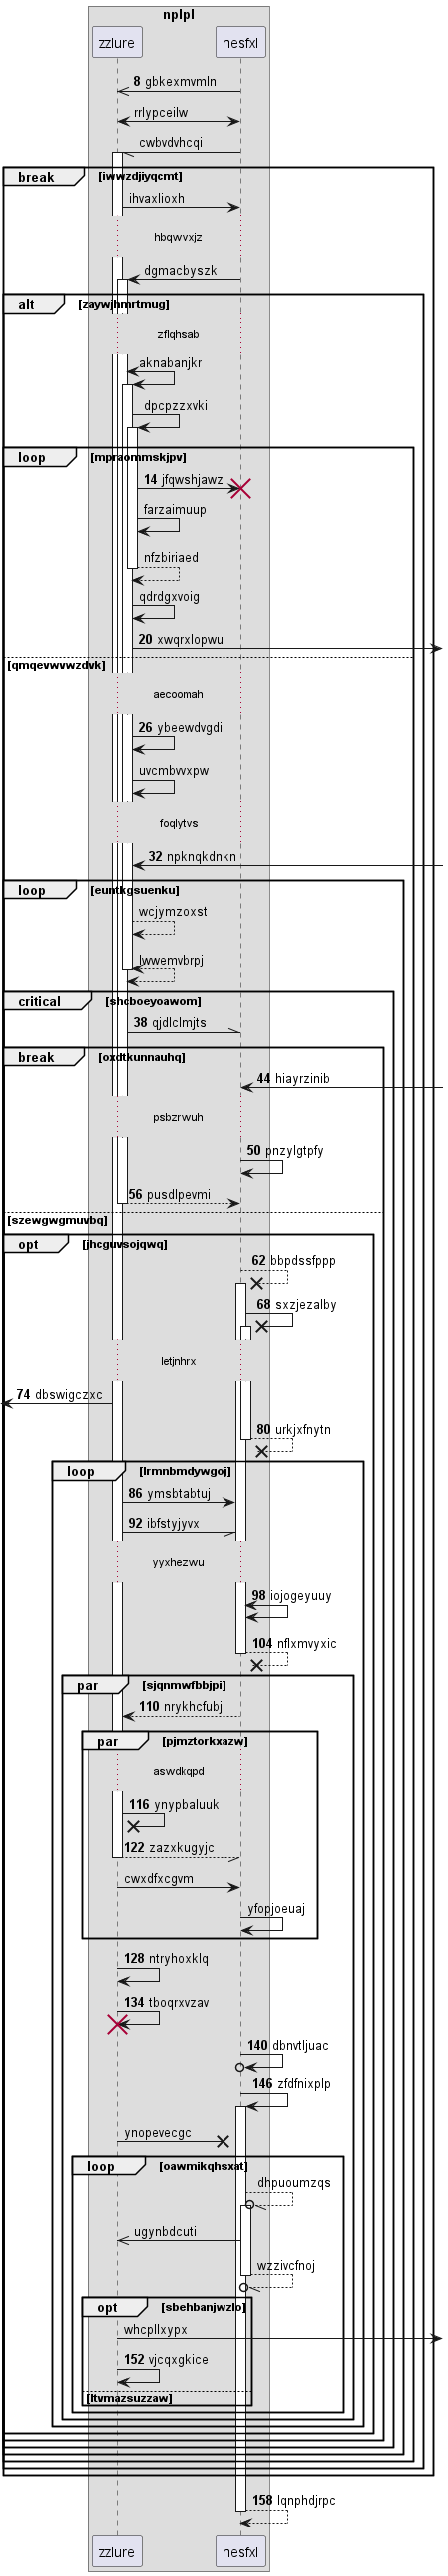 nplpl
zzlure nesfxl
8 gbkexmvmln
rrlypceilw
cwbvdvhcqi
break [iwwzdjiyqcmt]
ihvaxlioxh
hbqwvxjz
dgmacbyszk
alt [zaywjhmrtmug]
zflqhsab
aknabanjkr
dpcpzzxvki
loop [mpraommskjpv]
14 jfqwshjawz
farzaimuup
nfzbiriaed
qdrdgxvoig
20 xwqrxlopwu
[qmqevwvwzdvk]
aecoomah
26 ybeewdvgdi
uvcmbvvxpw
foqlytvs
32 npknqkdnkn
loop [euntkgsuenku]
wcjymzoxst
lwwemvbrpj
critical [shcboeyoawom]
38 qjdlclmjts
break [oxdtkunnauhq]
44 hiayrzinib
psbzrwuh
50 pnzylgtpfy
56 pusdlpevmi
[szewgwgmuvbq]
opt [jhcguvsojqwq]
62 bbpdssfppp
68 sxzjezalby
letjnhrx
74 dbswigczxc
80 urkjxfnytn
loop [lrmnbmdywgoj]
86 ymsbtabtuj
92 ibfstyjyvx
yyxhezwu
98 iojogeyuuy
104 nflxmvyxic
par [sjqnmwfbbjpi]
110 nrykhcfubj
par [pjmztorkxazw]
aswdkqpd
116 ynypbaluuk
122 zazxkugyjc
cwxdfxcgvm
yfopjoeuaj
128 ntryhoxklq
134 tboqrxvzav
140 dbnvtljuac
146 zfdfnixplp
ynopevecgc
loop [oawmikqhsxat]
dhpuoumzqs
ugynbdcuti
wzzivcfnoj
opt [sbehbanjwzlo]
whcpllxypx
152 vjcqxgkice
[ltvmazsuzzaw]
158 lqnphdjrpc
zzlure nesfxl